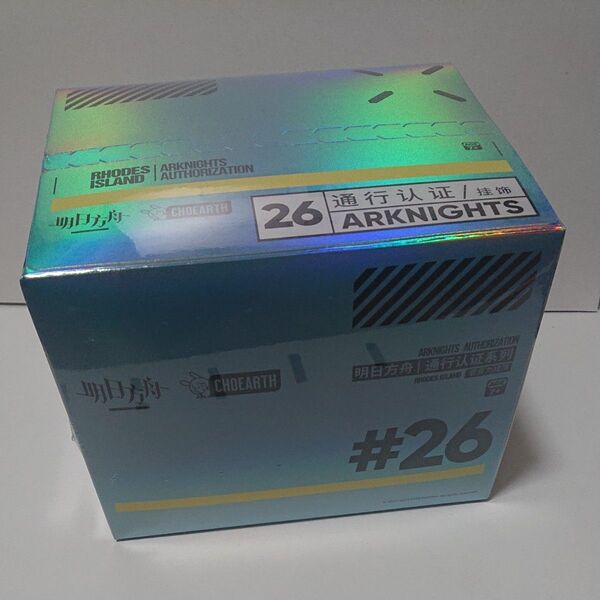 RHODES ISLAND
ARKNIGHTS AUTHORIZATION
明日方舟
CHOEARTH
26
通行认证/挂饰
ARKNIGHTS
明日方舟
CHOEARTH
ARKNIGHTS AUTHORIZATION
明日方舟
通行认证系列
RHODES ISLAND
#26